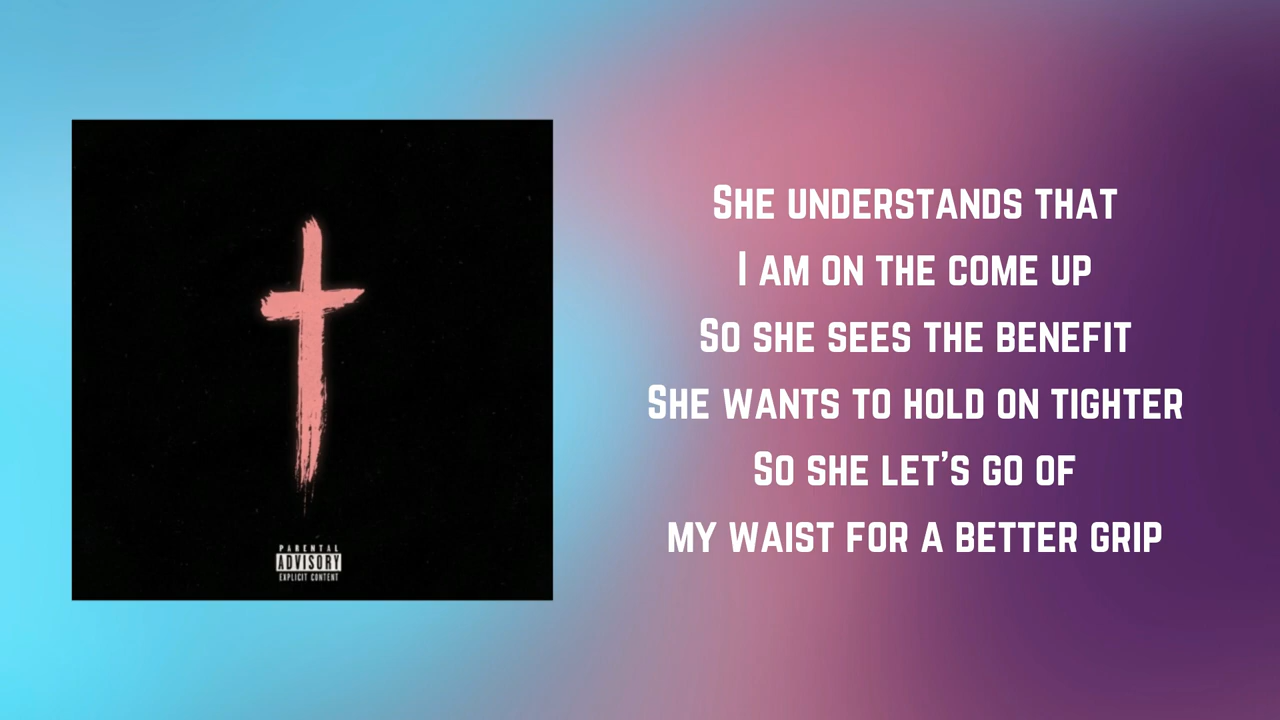 PARENTAL
ADVISORY
EXPLICIT CONTENT
She understands that
I am on the come up
So she sees the benefit
She wants to hold on tighter
So she let’s go of
my waist for a better grip